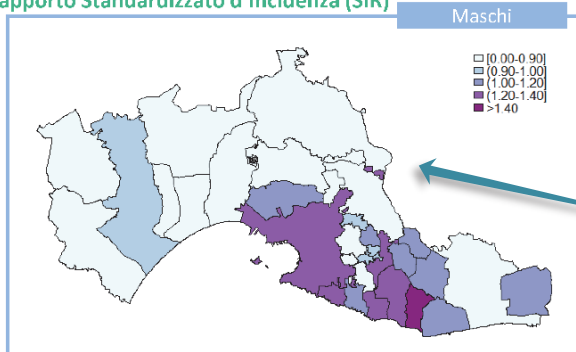 apporto Standardizzato d'Incidenza (SIR)
Maschi
[0.00-0.90]
(0.90-1.00]
(1.00-1.20]
(1.20-1.40]
>1.40